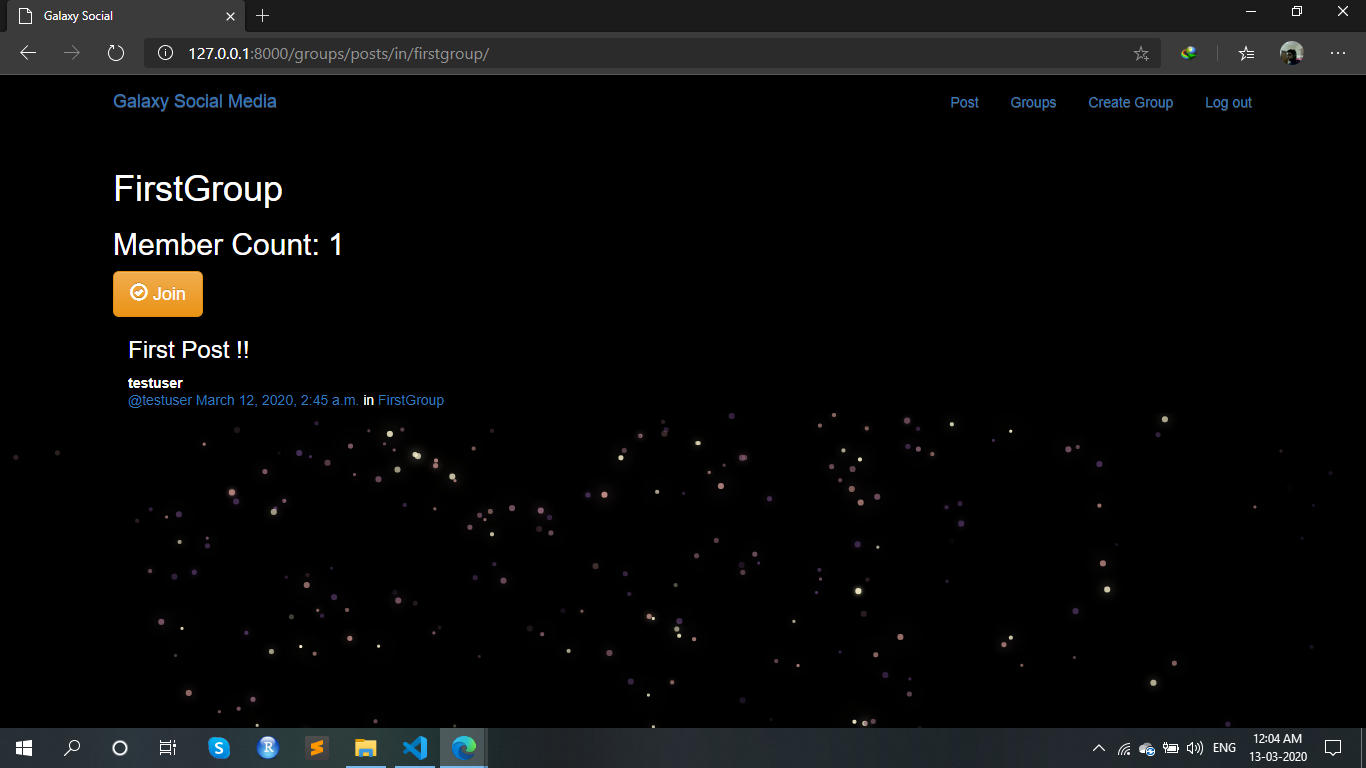 Galaxy Social
127.0.0.1:8000/groups/posts/in/firstgroup/
Galaxy Social Media
Post
Groups
Create Group
Log out
FirstGroup
Member Count: 1
Join
First Post !!
testuser
@testuser March 12, 2020, 2:45 a.m. in FirstGroup
ENG
12:04 AM
13-03-2020